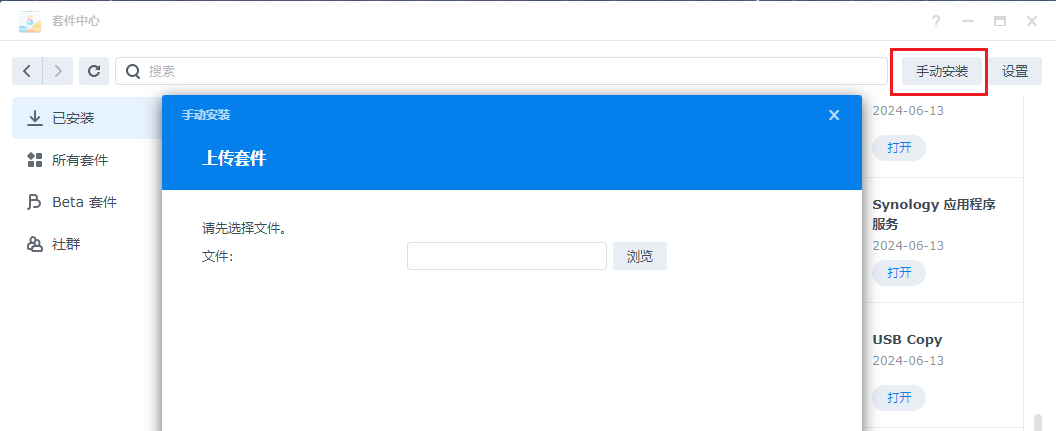 套件中心
搜索
手动安装
设置
已安装
所有套件
Beta 套件
社群
手动安装
上传套件
请先选择文件。
文件:
浏览
2024-06-13
打开
Synology 应用程序
服务
2024-06-13
打开
USB Copy
2024-06-13
打开